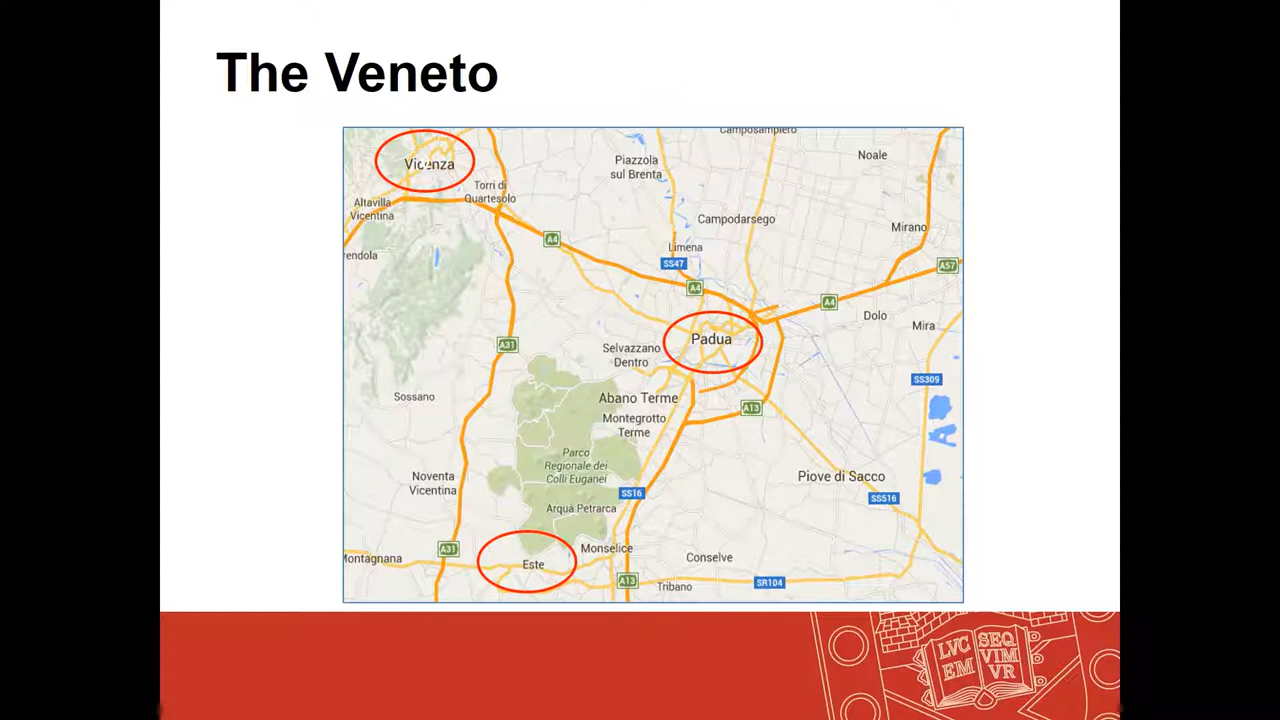 The Veneto
Camposampiero
Vicenza
Piazzola
sul Brenta
Noale
Torri di
Quartesolo
Altavilla
Vicentina
Campodarsego
Mirano
A4
Limena
rendola
SS47
A57
A4
A4
Dolo
Mira
Padua
A31
Selvazzano
Dentro
SS309
Sossano
Abano Terme
A13
Montegrotto
Terme
Parco
Regionale dei
Colli Euganei
Noventa
Vicentina
Piove di Sacco
SS16
SS516
Arquà Petrarca
A31
Monselice
Montagnana
Este
Conselve
A13
Tribano
SR104
LVC
EM
SEQ
VIM
VR